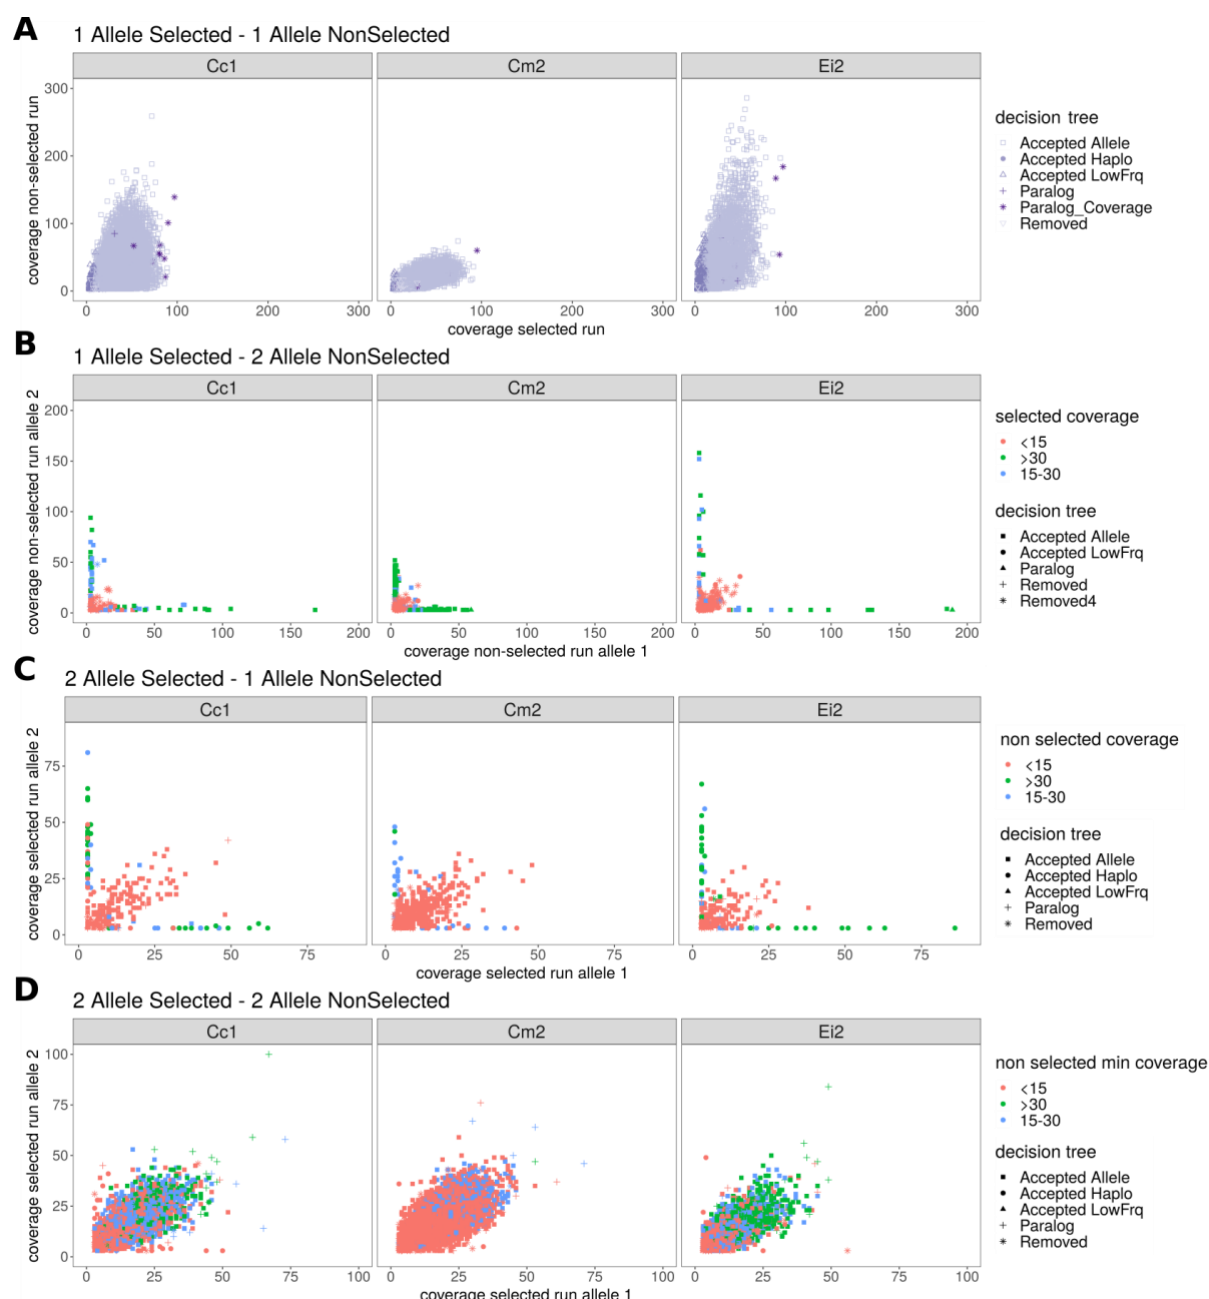 A
1 Allele Selected - 1 Allele NonSelected
Cc1
Cm2
Ei2
300
200
100
0
coverage non-selected run
0 100 200 300
0 100 200 300
0 100 200 300
coverage selected run
decision tree
Accepted Allele
Accepted Haplo
Accepted LowFrq
Paralog
Paralog_Coverage
Removed
B
1 Allele Selected - 2 Allele NonSelected
Cc1
Cm2
Ei2
200
150
100
50
0
coverage non-selected run allele 2
0 50 100 150 200
0 50 100 150 200
0 50 100 150 200
coverage non-selected run allele 1
selected coverage
<15
>30
15-30
decision tree
Accepted Allele
Accepted LowFrq
Paralog
Removed
Removed4
C
2 Allele Selected - 1 Allele NonSelected
Cc1
Cm2
Ei2
75
50
25
0
coverage selected run allele 2
0 25 50 75
0 25 50 75
0 25 50 75
coverage selected run allele 1
non selected coverage
<15
>30
15-30
decision tree
Accepted Allele
Accepted Haplo
Accepted LowFrq
Paralog
Removed
D
2 Allele Selected - 2 Allele NonSelected
Cc1
Cm2
Ei2
100
75
50
25
0
coverage selected run allele 2
0 25 50 75 100
0 25 50 75 100
0 25 50 75 100
coverage selected run allele 1
non selected min coverage
<15
>30
15-30
decision tree
Accepted Allele
Accepted Haplo
Accepted LowFrq
Paralog
Removed